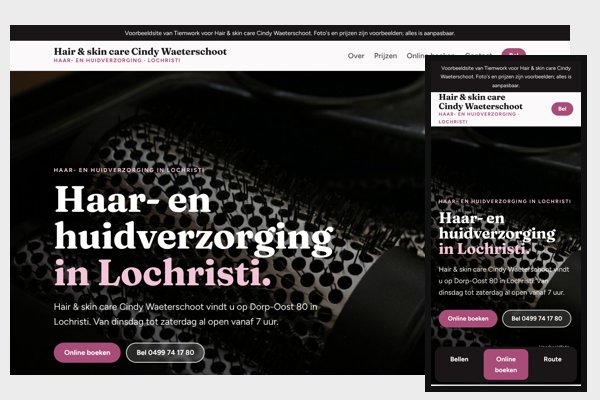 Voorbeeldsite van Tiemwork voor Hair & skin care Cindy Waeterschoot. Foto's en prijzen zijn voorbeelden; alles is aanpasbaar.
Hair & skin care Cindy Waeterschoot
HAAR- EN HUIDVERZORGING · LOCHRISTI
Over Prijzen
HAAR- EN HUIDVERZORGING IN LOCHRISTI
Haar- en
huidverzorging
in Lochristi.
Hair & skin care Cindy Waeterschoot vindt u op Dorp-Oost 80 in
Lochristi. Van dinsdag tot zaterdag al open vanaf 7 uur.
Online boeken
Bel 0499 74 17 80
Voorbeeldsite van Tiemwork voor Hair & skin care Cindy
Waeterschoot. Foto's en prijzen zijn voorbeelden; alles is
aanpasbaar.
Hair & skin care
Cindy Waeterschoot
HAAR- EN HUIDVERZORGING ·
LOCHRISTI
Bel
HAAR- EN HUIDVERZORGING IN LOCHRISTI
Haar- en
huidverzorging
in Lochristi.
Hair & skin care Cindy Waeterschoot vindt
u op Dorp-Oost 80 in Lochristi. Van
dinsdag tot zaterdag al open vanaf 7 uur.
Online boeken
Bel 0499 74 17 80
Bellen
Online
boeken
Route